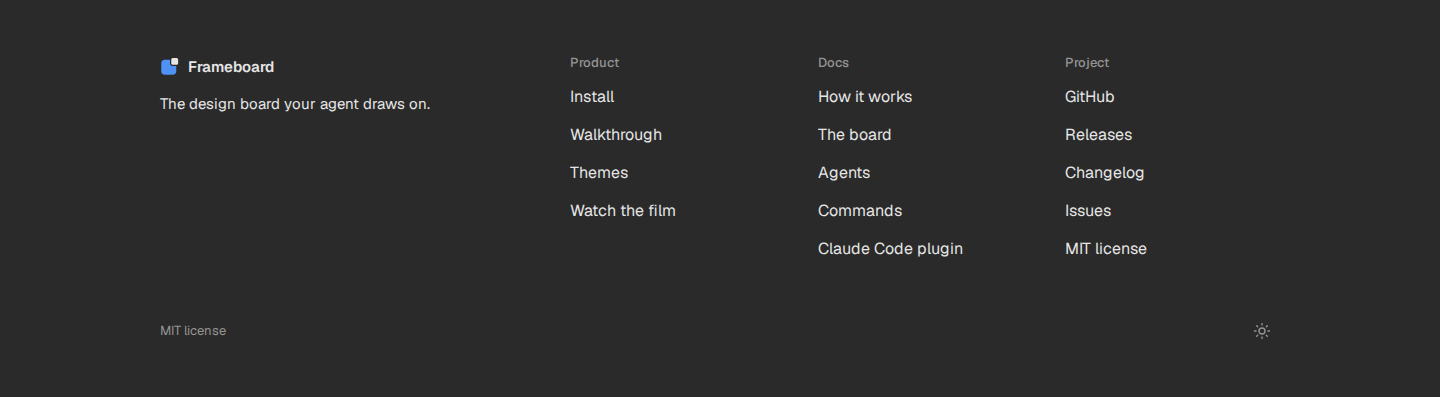 Frameboard
The design board your agent draws on.
Product
Install
Walkthrough
Themes
Watch the film
Docs
How it works
The board
Agents
Commands
Claude Code plugin
Project
GitHub
Releases
Changelog
Issues
MIT license
MIT license